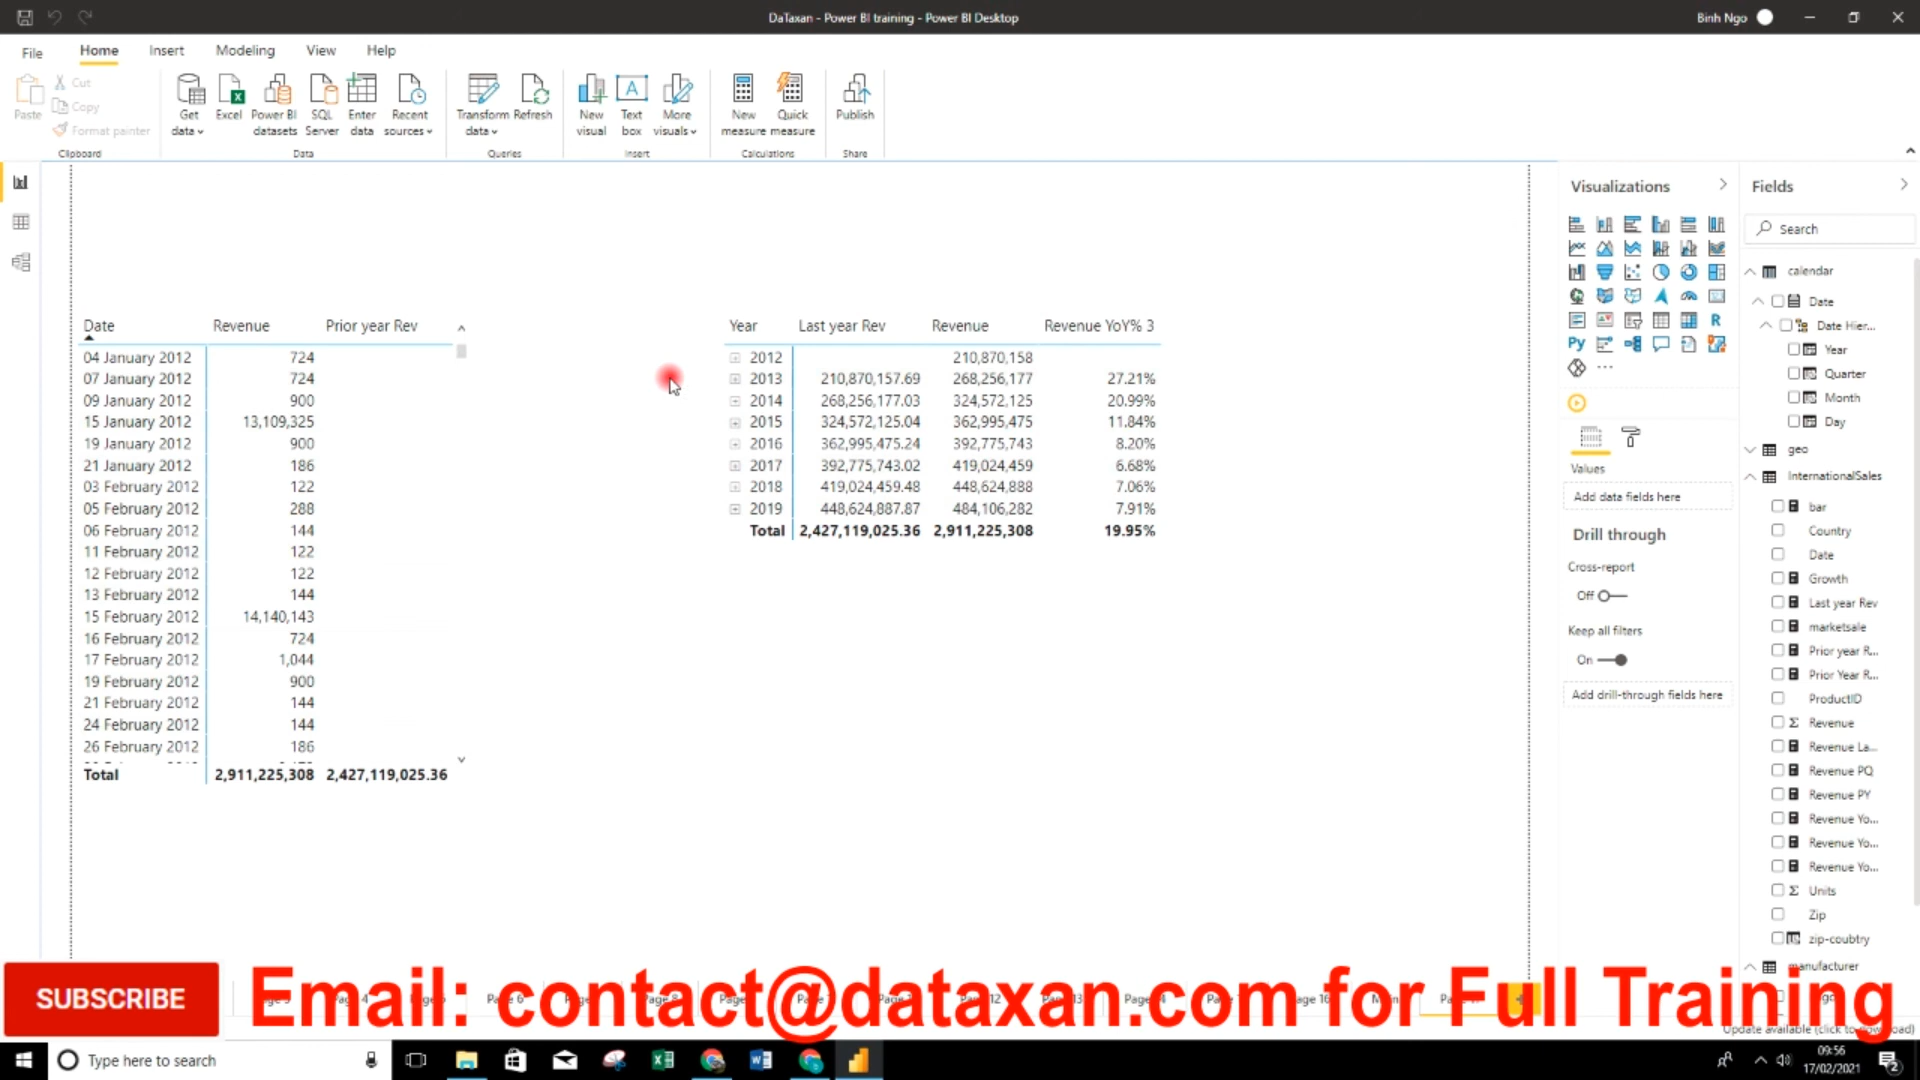 DaTaxan - Power BI training - Power BI Desktop
Binh Ngo
File
Home
Insert
Modeling
View
Help
Paste
Cut
Copy
Format painter
Clipboard
Get data
Excel
Power BI datasets
SQL Server
Enter data
Recent sources
Data
Transform data
Refresh
Queries
New visual
Text box
More visuals
Insert
New measure
Quick measure
Calculations
Publish
Share
Date Revenue Prior year Rev
04 January 2012 724
07 January 2012 724
09 January 2012 900
15 January 2012 13,109,325
19 January 2012 900
21 January 2012 186
03 February 2012 122
05 February 2012 288
06 February 2012 144
11 February 2012 122
12 February 2012 122
13 February 2012 144
15 February 2012 14,140,143
16 February 2012 724
17 February 2012 1,044
19 February 2012 900
21 February 2012 144
24 February 2012 144
26 February 2012 186
Total 2,911,225,308 2,427,119,025.36
Year Last year Rev Revenue Revenue YoY% 3
2012 210,870,158
2013 210,870,157.69 268,256,177 27.21%
2014 268,256,177.03 324,572,125 20.99%
2015 324,572,125.04 362,995,475 11.84%
2016 362,995,475.24 392,775,743 8.20%
2017 392,775,743.02 419,024,459 6.68%
2018 419,024,459.48 448,624,888 7.06%
2019 448,624,887.87 484,106,282 7.91%
Total 2,427,119,025.36 2,911,225,308 19.95%
Visualizations
R
Py
Values
Add data fields here
Drill through
Cross-report
Off
Keep all filters
On
Add drill-through fields here
Fields
Search
calendar
Date
Date Hier...
Year
Quarter
Month
Day
geo
InternationalSales
bar
Country
Date
Growth
Last year Rev
marketsale
Prior year R...
Prior Year R...
ProductID
Revenue
Revenue La...
Revenue PQ
Revenue PY
Revenue Yo...
Revenue Yo...
Revenue Yo...
Units
Zip
zip-coubtry
manufacturer
SUBSCRIBE
Email: contact@dataxan.com for Full Training
Page 6
Update available (click to download)
Type here to search
09:56
17/02/2021
2